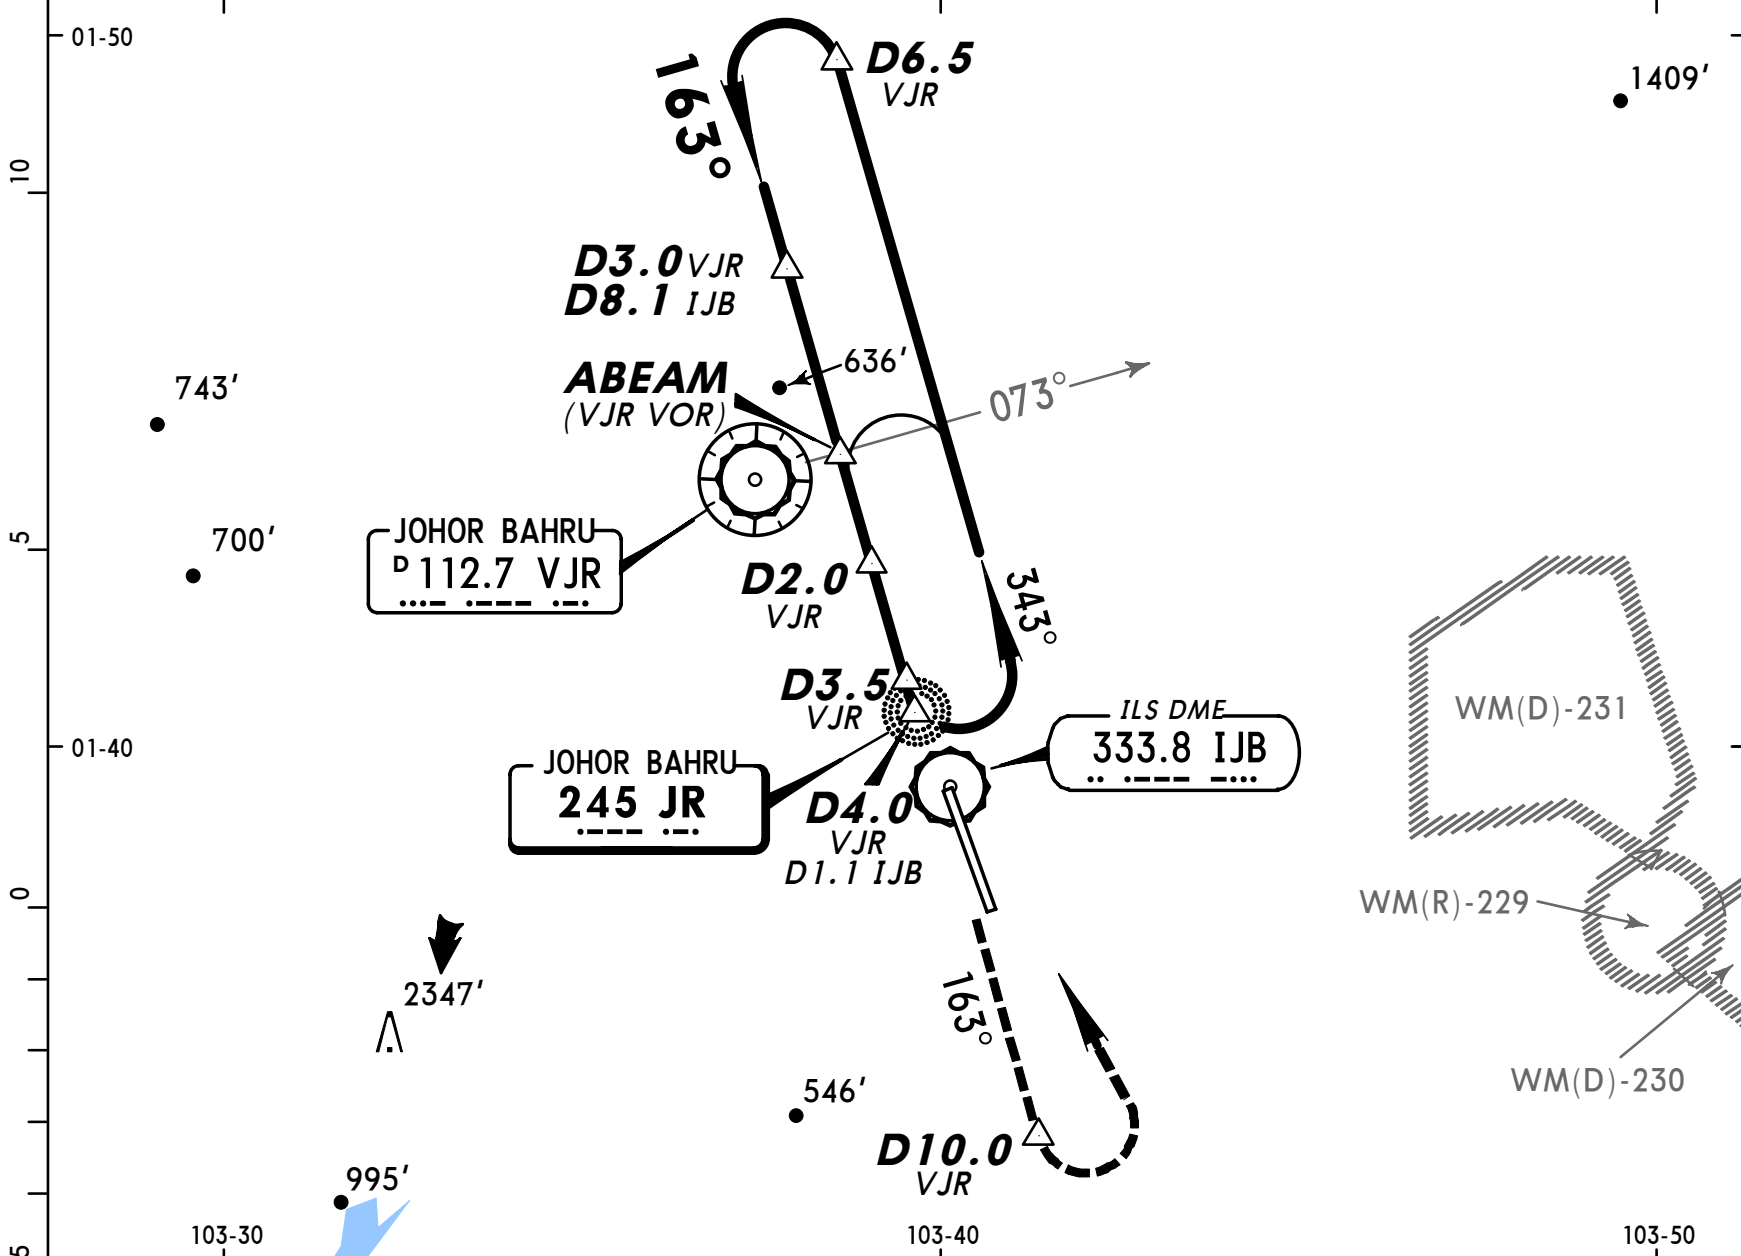 01-50
D6.5
VJR
1409'
163°
10
D3.0 VJR
D8.1 IJB
ABEAM
(VJR VOR)
636'
073°
743'
JOHOR BAHRU
D 112.7 VJR
700'
5
D2.0
VJR
343°
D3.5
VJR
ILS DME
333.8 IJB
WM(D)-231
01-40
JOHOR BAHRU
245 JR
D4.0
VJR
D1.1 IJB
0
WM(R)-229
2347'
163°
WM(D)-230
546'
D10.0
VJR
995'
103-30
103-40
103-50
5